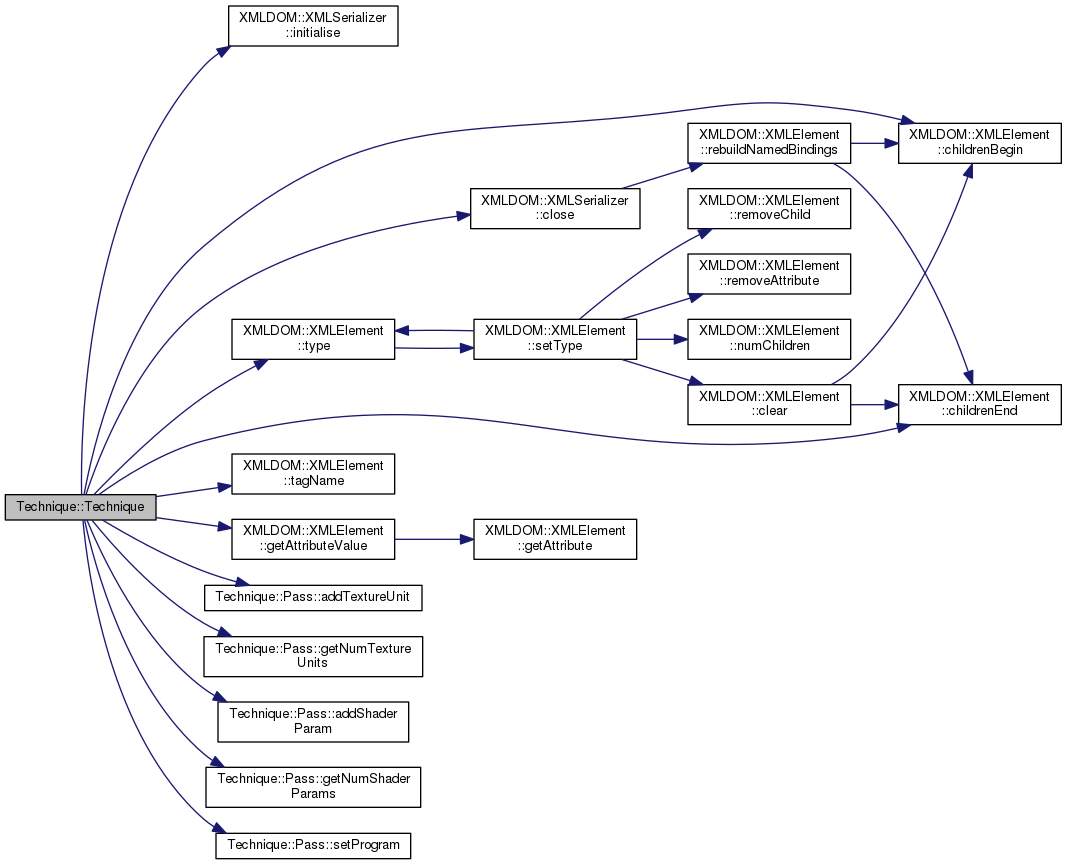 XMLDOM::XMLSerializer
::initialise
XMLDOM::XMLElement
::rebuildNamedBindings
XMLDOM::XMLElement
::childrenBegin
XMLDOM::XMLSerializer
::close
XMLDOM::XMLElement
::removeChild
XMLDOM::XMLElement
::removeAttribute
XMLDOM::XMLElement
::type
XMLDOM::XMLElement
::setType
XMLDOM::XMLElement
::numChildren
XMLDOM::XMLElement
::clear
XMLDOM::XMLElement
::childrenEnd
XMLDOM::XMLElement
::tagName
Technique::Technique
XMLDOM::XMLElement
::getAttributeValue
XMLDOM::XMLElement
::getAttribute
Technique::Pass::addTextureUnit
Technique::Pass::getNumTexture
Units
Technique::Pass::addShader
Param
Technique::Pass::getNumShader
Params
Technique::Pass::setProgram